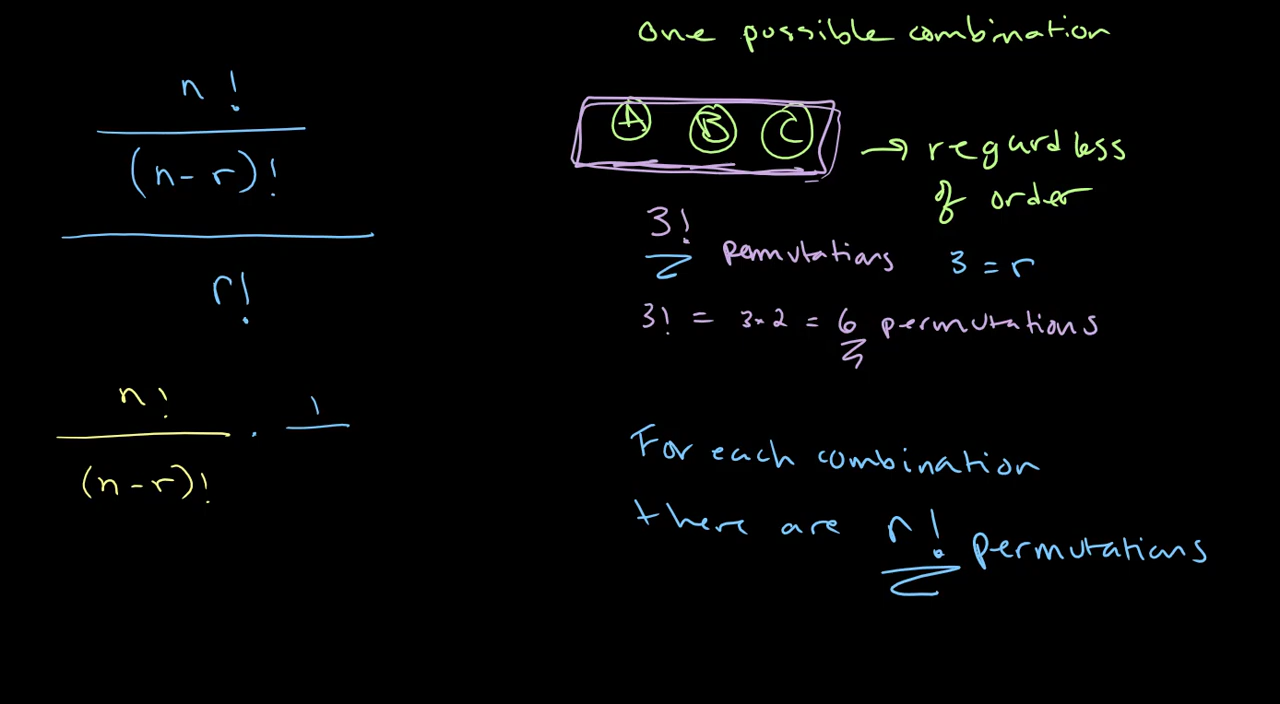 n!
(n-r)!
r!
n! . 1
(n-r)!
one possible combination
A B C → regardless
of order
3! permutations 3 = r
3! = 3×2 = 6 permutations
For each combination
there are r! permutations